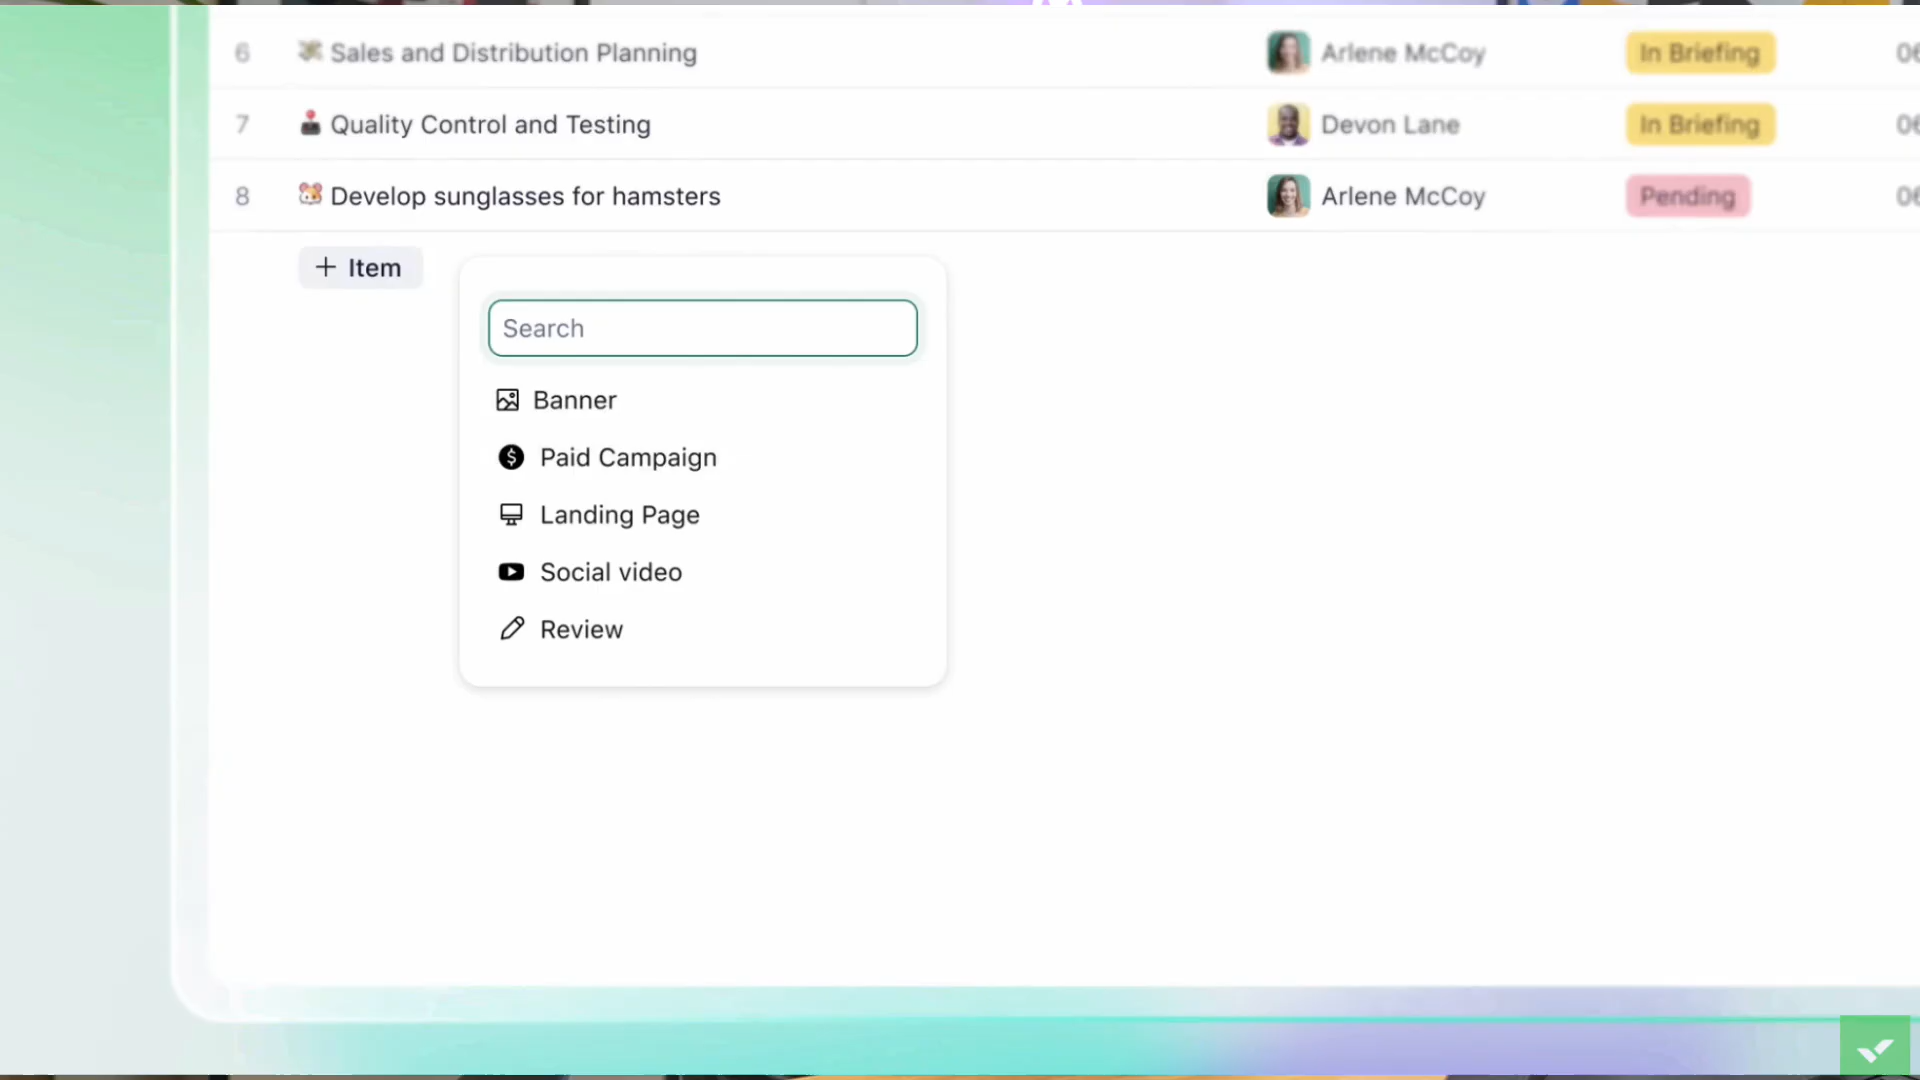 6 Sales and Distribution Planning Arlene McCoy In Briefing
7 Quality Control and Testing Devon Lane In Briefing
8 Develop sunglasses for hamsters Arlene McCoy Pending
+ Item
Search
Banner
Paid Campaign
Landing Page
Social video
Review